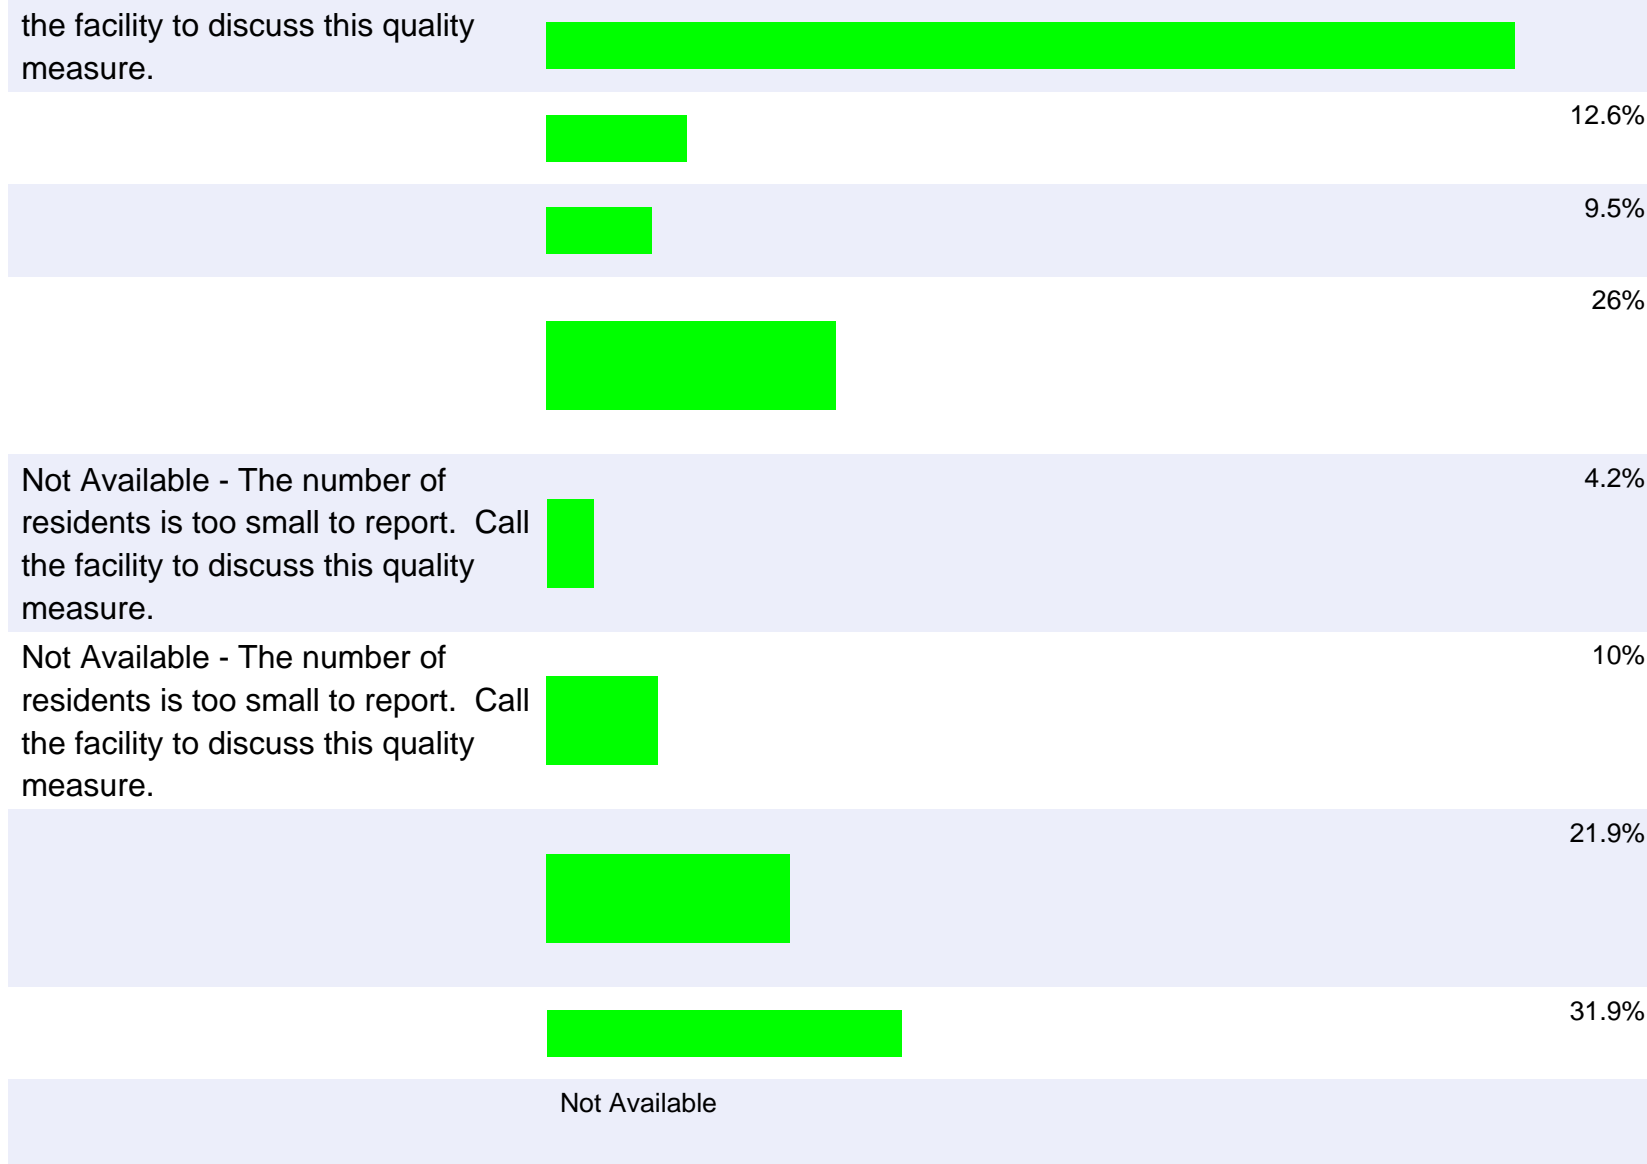 the facility to discuss this quality
measure.
12.6%
9.5%
26%
Not Available - The number of
residents is too small to report.  Call
the facility to discuss this quality
measure.
4.2%
Not Available - The number of
residents is too small to report.  Call
the facility to discuss this quality
measure.
10%
21.9%
31.9%
Not Available